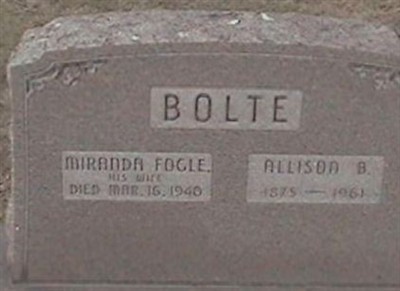 BOLTE
MIRANDA FOGLE.
HIS WIFE
DIED MAR. 16, 1940
ALLISON B.
1875 — 1961